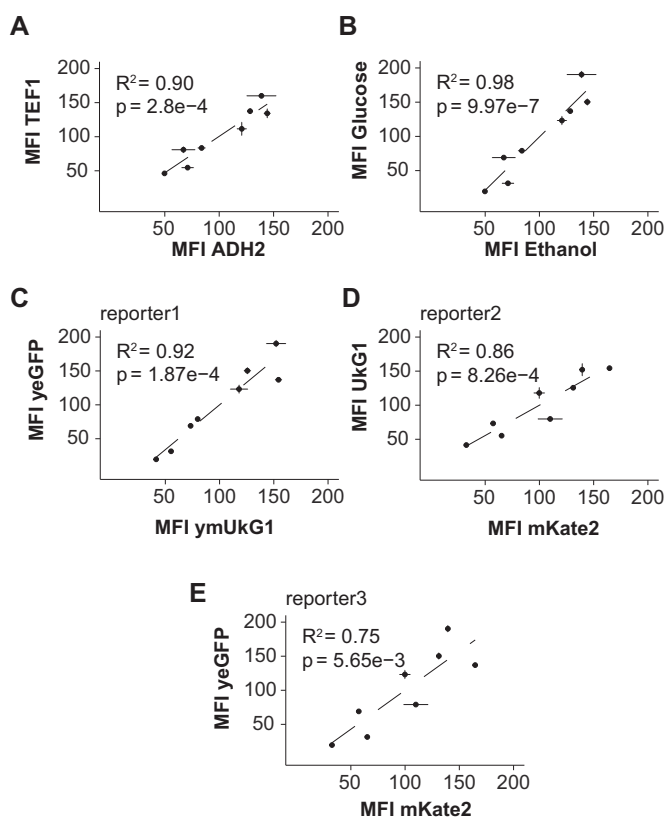 A
MFI TEF1
200
150
100
50
R² = 0.90
p = 2.8e−4
50 100 150 200
MFI ADH2
B
MFI Glucose
200
150
100
50
R² = 0.98
p = 9.97e−7
50 100 150 200
MFI Ethanol
C
reporter1
MFI yeGFP
200
150
100
50
R² = 0.92
p = 1.87e−4
50 100 150 200
MFI ymUkG1
D
reporter2
MFI UkG1
200
150
100
50
R² = 0.86
p = 8.26e−4
50 100 150 200
MFI mKate2
E
reporter3
MFI yeGFP
200
150
100
50
R² = 0.75
p = 5.65e−3
50 100 150 200
MFI mKate2